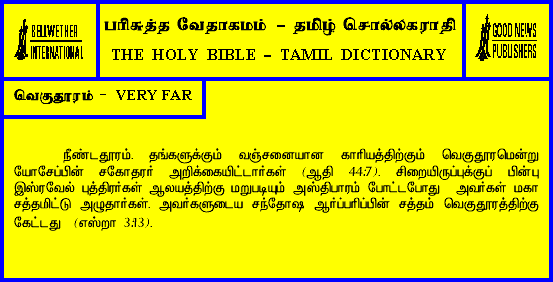 BELLWETHER
INTERNATIONAL
பரிசுத்த வேதாகமம் – தமிழ் சொல்லகராதி
THE HOLY BIBLE – TAMIL DICTIONARY
GOOD NEWS
PUBLISHERS
வெகுதூரம் – VERY FAR
நீண்டதூரம். தங்களுக்கும் வஞ்சனையான காரியத்திற்கும் வெகுதூரமென்று
யோசேப்பின் சகோதரர் அறிக்கையிட்டார்கள் (ஆதி 44:7). சிறையிருப்புக்குப் பின்பு
இஸ்ரவேல் புத்திரர்கள் ஆலயத்திற்கு மறுபடியும் அஸ்திபாரம் போட்டபோது அவர்கள் மகா
சத்தமிட்டு அழுதார்கள். அவர்களுடைய சந்தோஷ ஆர்ப்பரிப்பின் சத்தம் வெகுதூரத்திற்கு
கேட்டது (எஸ்றா 3:13).